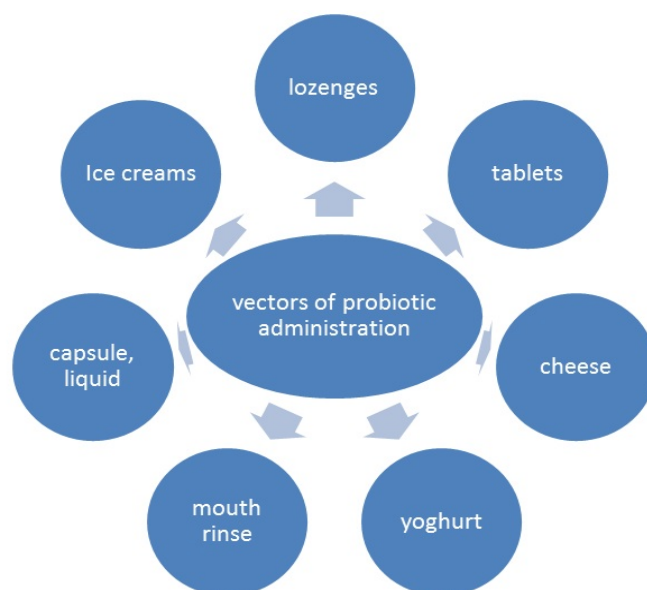 lozenges
Ice creams
tablets
vectors of probiotic
administration
capsule,
liquid
cheese
mouth
rinse
yoghurt